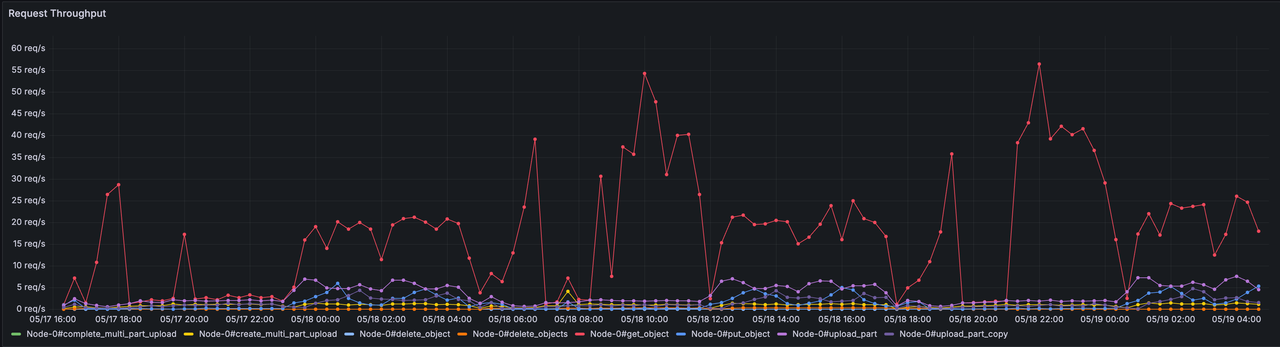 Request Throughput
60 req/s
55 req/s
50 req/s
45 req/s
40 req/s
35 req/s
30 req/s
25 req/s
20 req/s
15 req/s
10 req/s
5 req/s
0 req/s
05/17 16:00 05/17 18:00 05/17 20:00 05/17 22:00 05/18 00:00 05/18 02:00 05/18 04:00 05/18 06:00 05/18 08:00 05/18 10:00 05/18 12:00 05/18 14:00 05/18 16:00 05/18 18:00 05/18 20:00 05/18 22:00 05/19 00:00 05/19 02:00 05/19 04:00
Node-0#complete_multi_part_upload Node-0#create_multi_part_upload Node-0#delete_object Node-0#delete_objects Node-0#get_object Node-0#put_object Node-0#upload_part Node-0#upload_part_copy